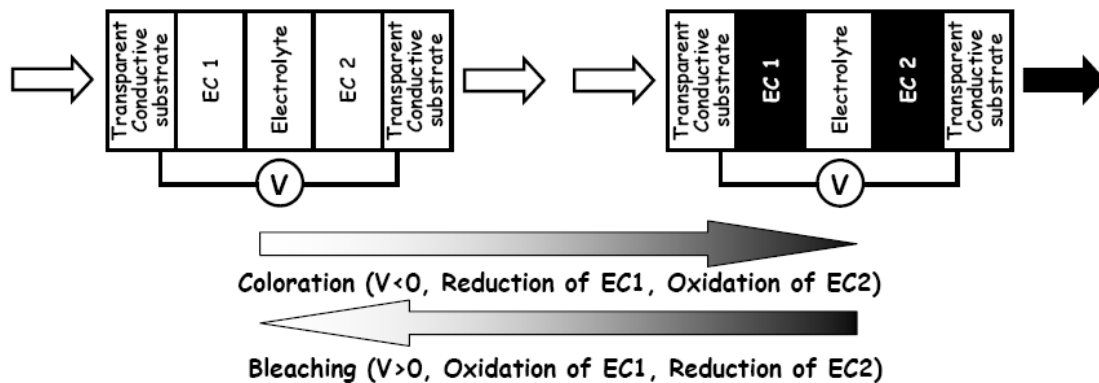 Transparent
Conductive
substrate
EC 1
Electrolyte
EC 2
Transparent
Conductive
substrate
V
Transparent
Conductive
substrate
EC 1
Electrolyte
EC 2
Transparent
Conductive
substrate
V
Coloration (V<0, Reduction of EC1, Oxidation of EC2)
Bleaching (V>0, Oxidation of EC1, Reduction of EC2)